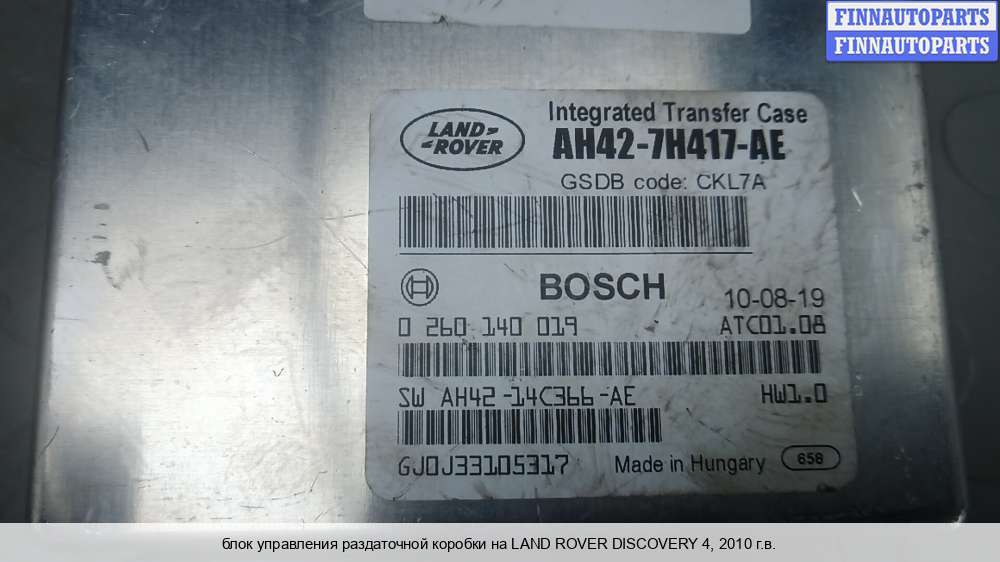 FINNAUTOPARTS
FINNAUTOPARTS
LAND-
-ROVER
Integrated Transfer Case
AH42-7H417-AE
GSDB code: CKL7A
BOSCH
10-08-19
0 260 140 019
ATC01.08
SW AH42-14C366-AE
HW1.0
GJ0J33105317
Made in Hungary
658
блок управления раздаточной коробки на LAND ROVER DISCOVERY 4, 2010 г.в.